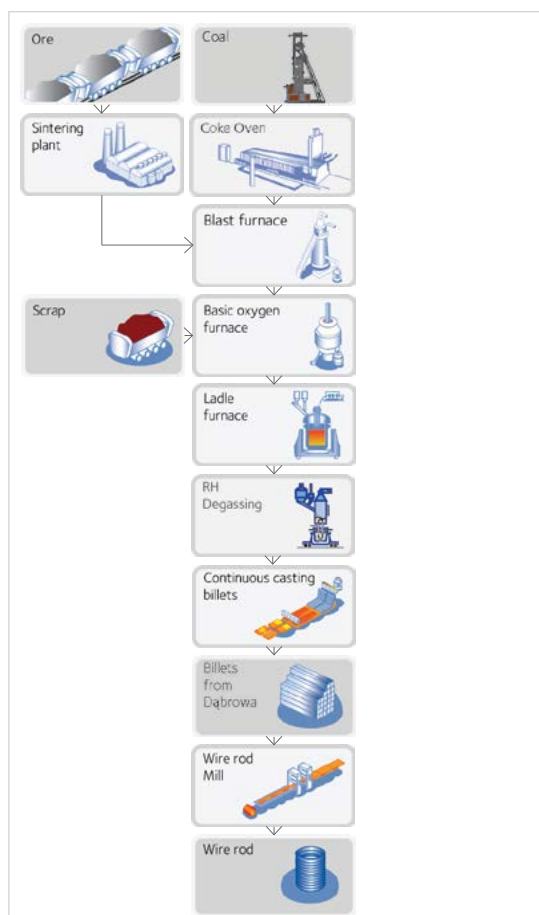 Ore
Coal
Sintering
plant
Coke Oven
Blast furnace
Scrap
Basic oxygen
furnace
Ladle
furnace
RH
Degassing
Continuous casting
billets
Billets
from
Dąbrowa
Wire rod
Mill
Wire rod